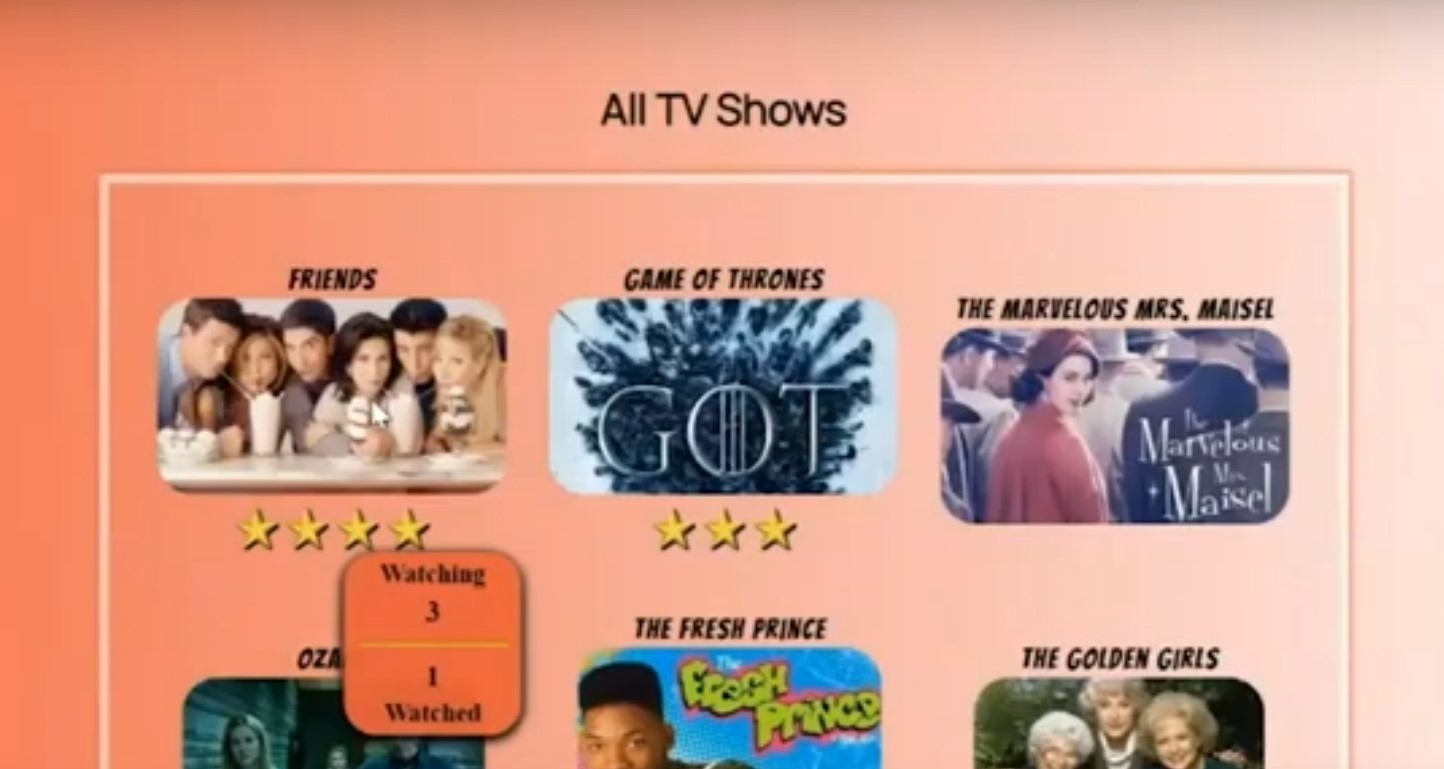 All TV Shows
FRIENDS
GAME OF THRONES
THE MARVELOUS MRS. MAISEL
GOT
The
Marvelous
Mrs.
Maisel
Watching
3
1
Watched
OZA
THE FRESH PRINCE
THE GOLDEN GIRLS
The
FRESH
PRINCE